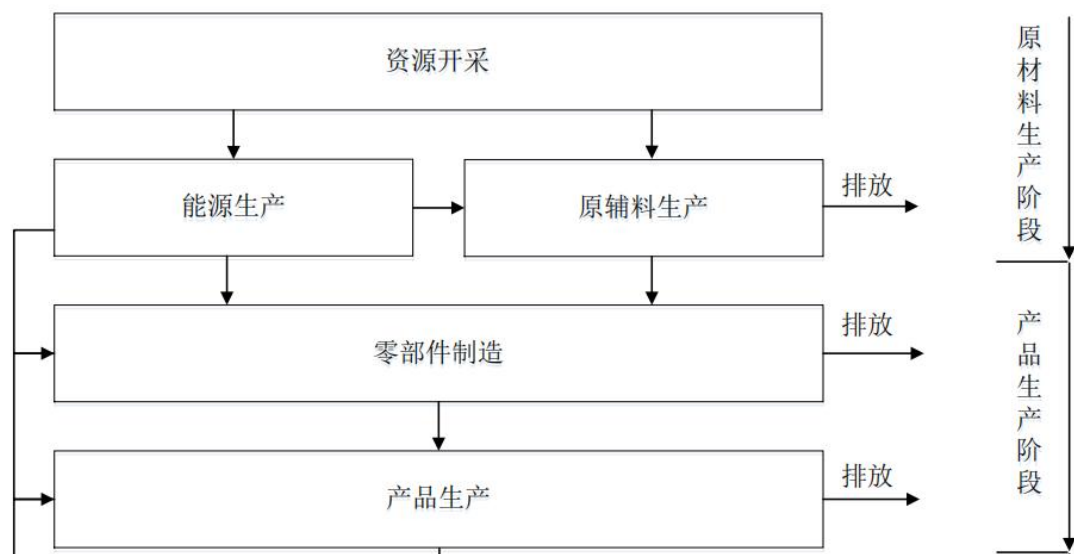 资源开采
能源生产
原辅料生产
排放
原材料生产阶段
零部件制造
排放
产品生产
排放
产品生产阶段